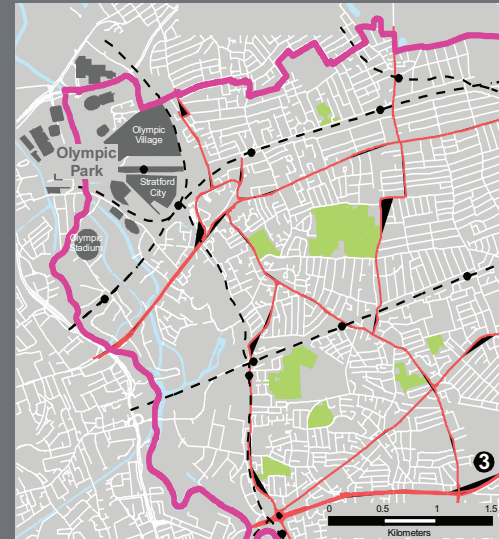 Olympic
Village
Olympic
Park
Stratford
City
Olympic
Stadium
3
0 0.5 1 1.5
Kilometers